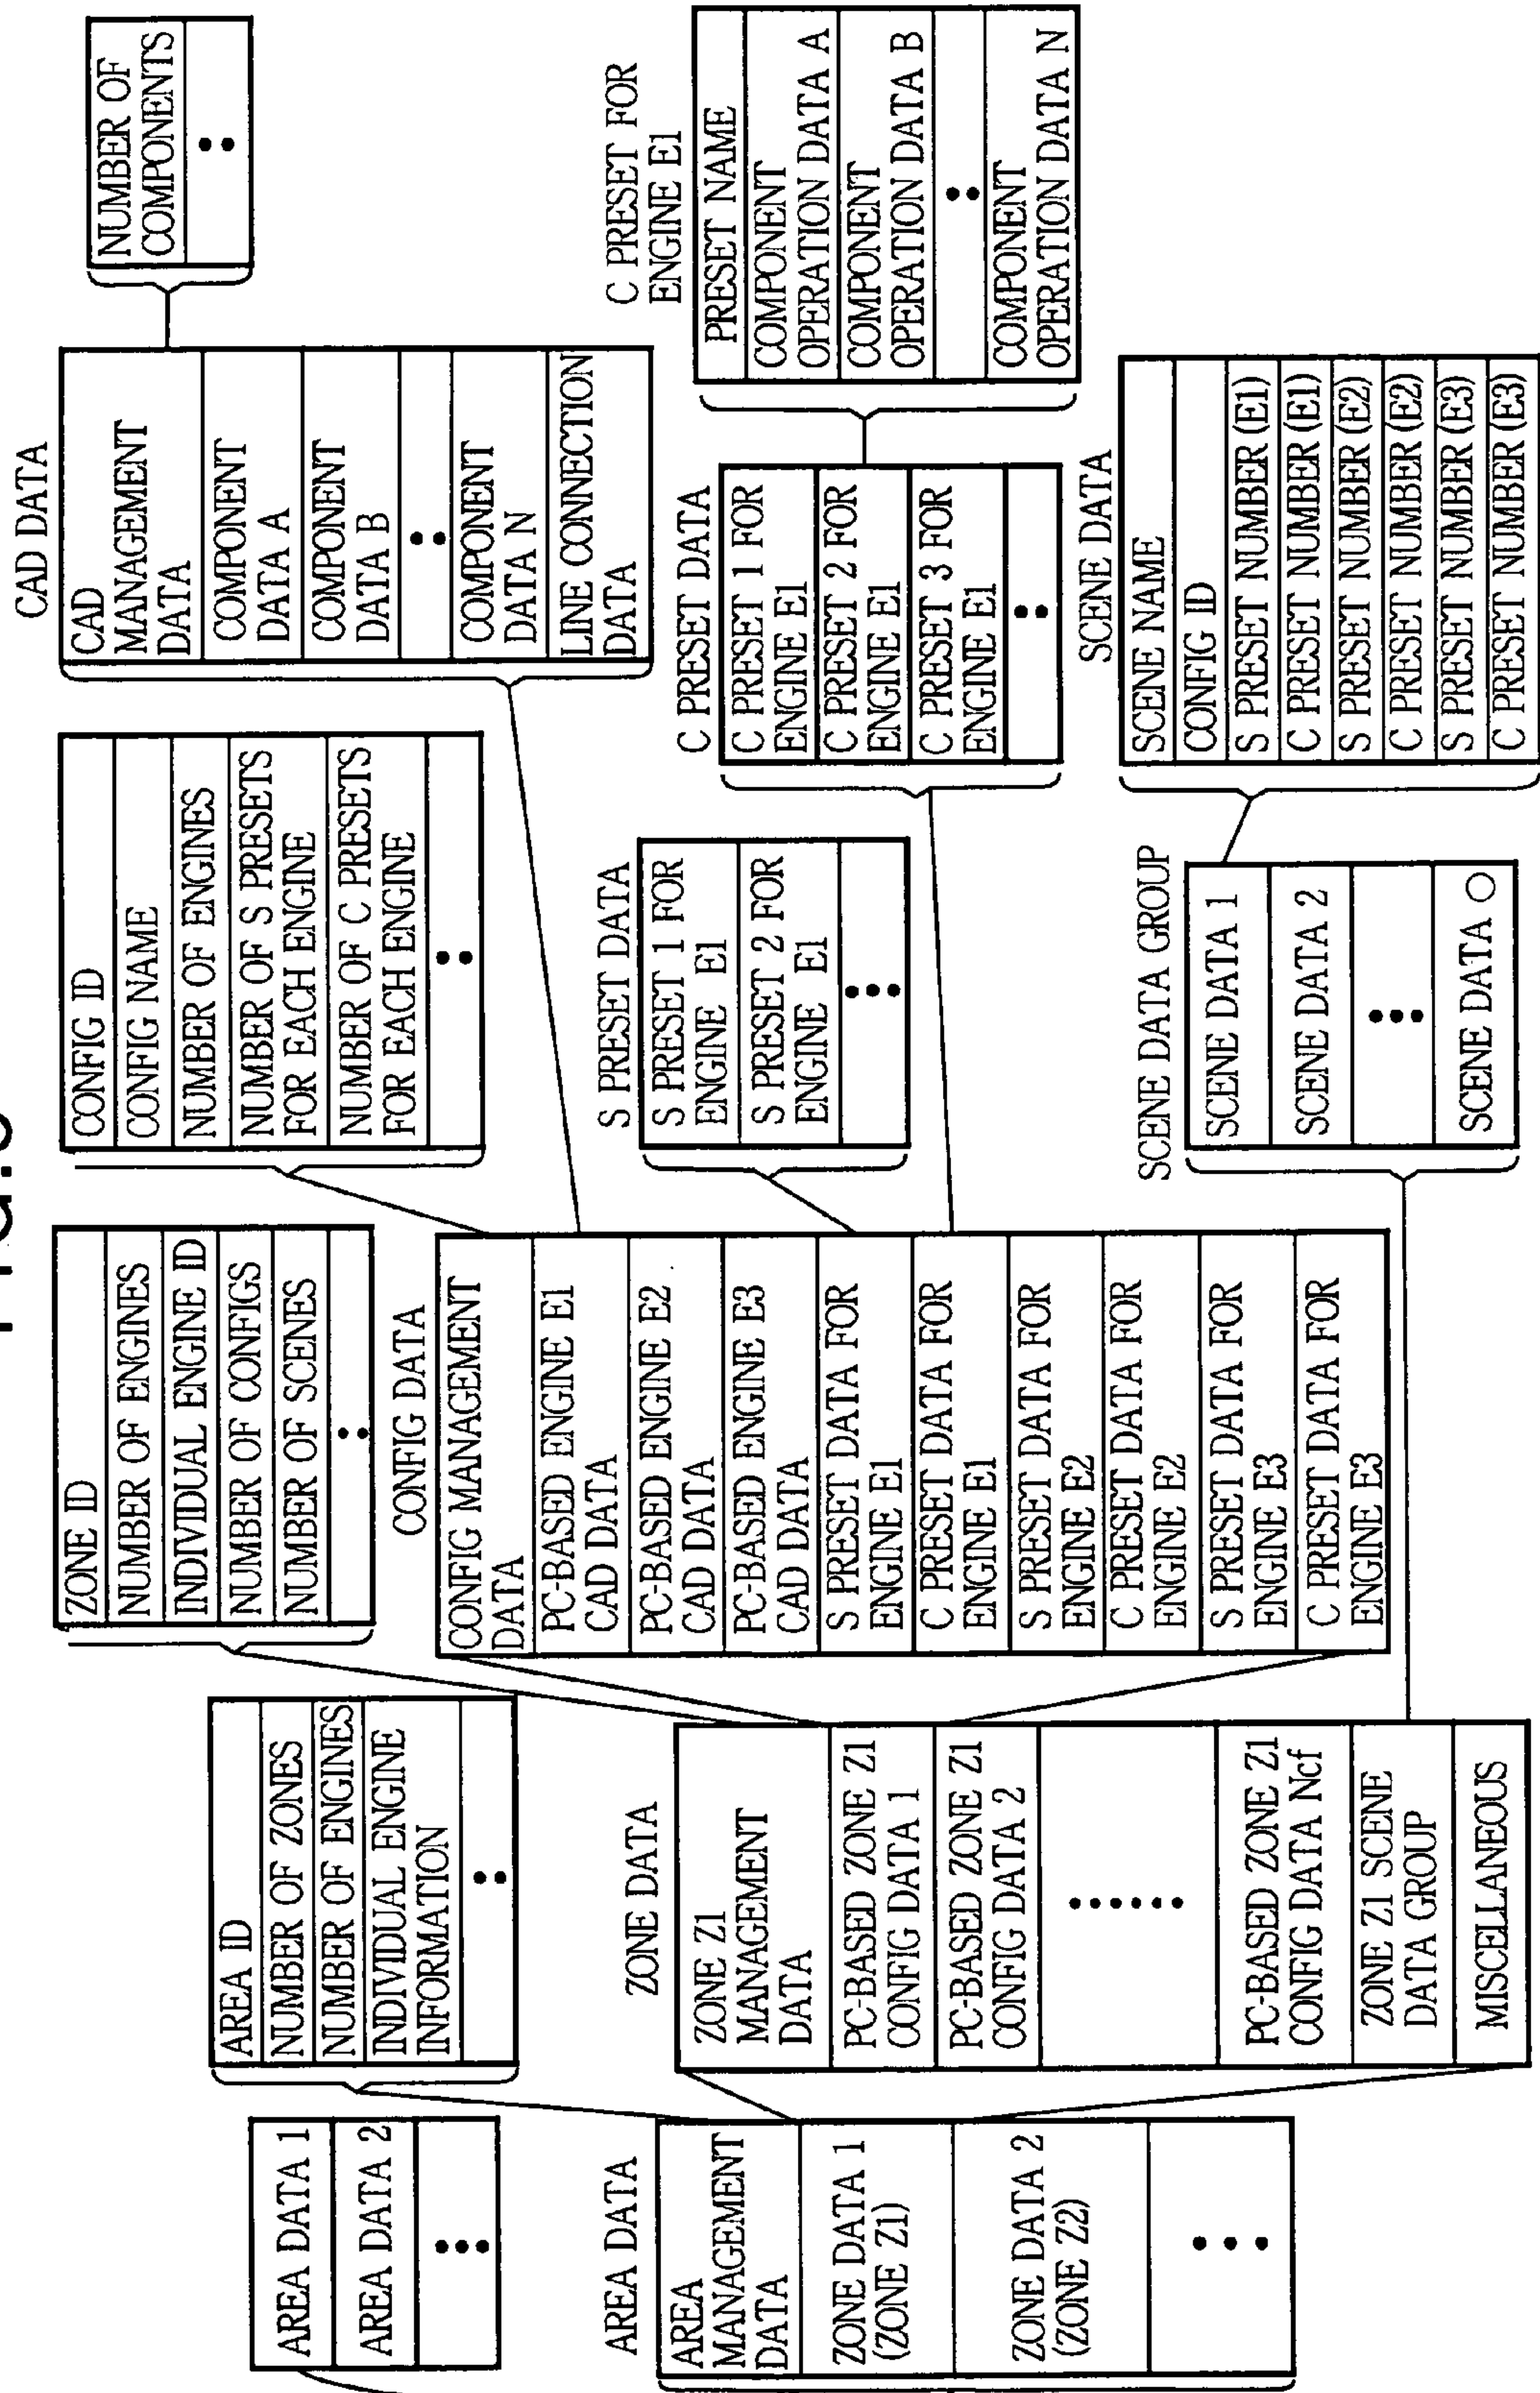 AREA DATA 1
AREA DATA 2
AREA DATA
AREA
MANAGEMENT
DATA
ZONE DATA 1
(ZONE Z1)
ZONE DATA 2
(ZONE Z2)
AREA ID
NUMBER OF ZONES
NUMBER OF ENGINES
INDIVIDUAL ENGINE
INFORMATION
ZONE DATA
ZONE Z1
MANAGEMENT
DATA
PC-BASED ZONE Z1
CONFIG DATA 1
PC-BASED ZONE Z1
CONFIG DATA 2
PC-BASED ZONE Z1
CONFIG DATA Ncf
ZONE Z1 SCENE
DATA GROUP
MISCELLANEOUS
ZONE ID
NUMBER OF ENGINES
INDIVIDUAL ENGINE ID
NUMBER OF CONFIGS
NUMBER OF SCENES
CONFIG DATA
CONFIG MANAGEMENT
DATA
PC-BASED ENGINE E1
CAD DATA
PC-BASED ENGINE E2
CAD DATA
PC-BASED ENGINE E3
CAD DATA
S PRESET DATA FOR
ENGINE E1
C PRESET DATA FOR
ENGINE E1
S PRESET DATA FOR
ENGINE E2
C PRESET DATA FOR
ENGINE E2
S PRESET DATA FOR
ENGINE E3
C PRESET DATA FOR
ENGINE E3
CONFIG ID
CONFIG NAME
NUMBER OF ENGINES
NUMBER OF S PRESETS
FOR EACH ENGINE
NUMBER OF C PRESETS
FOR EACH ENGINE
S PRESET DATA
S PRESET 1 FOR
ENGINE E1
S PRESET 2 FOR
ENGINE E1
SCENE DATA GROUP
SCENE DATA 1
SCENE DATA 2
SCENE DATA ○
CAD DATA
CAD
MANAGEMENT
DATA
COMPONENT
DATA A
COMPONENT
DATA B
COMPONENT
DATA N
LINE CONNECTION
DATA
C PRESET DATA
C PRESET 1 FOR
ENGINE E1
C PRESET 2 FOR
ENGINE E1
C PRESET 3 FOR
ENGINE E1
SCENE DATA
SCENE NAME
CONFIG ID
S PRESET NUMBER (E1)
C PRESET NUMBER (E1)
S PRESET NUMBER (E2)
C PRESET NUMBER (E2)
S PRESET NUMBER (E3)
C PRESET NUMBER (E3)
NUMBER OF
COMPONENTS
C PRESET FOR
ENGINE E1
PRESET NAME
COMPONENT
OPERATION DATA A
COMPONENT
OPERATION DATA B
COMPONENT
OPERATION DATA N